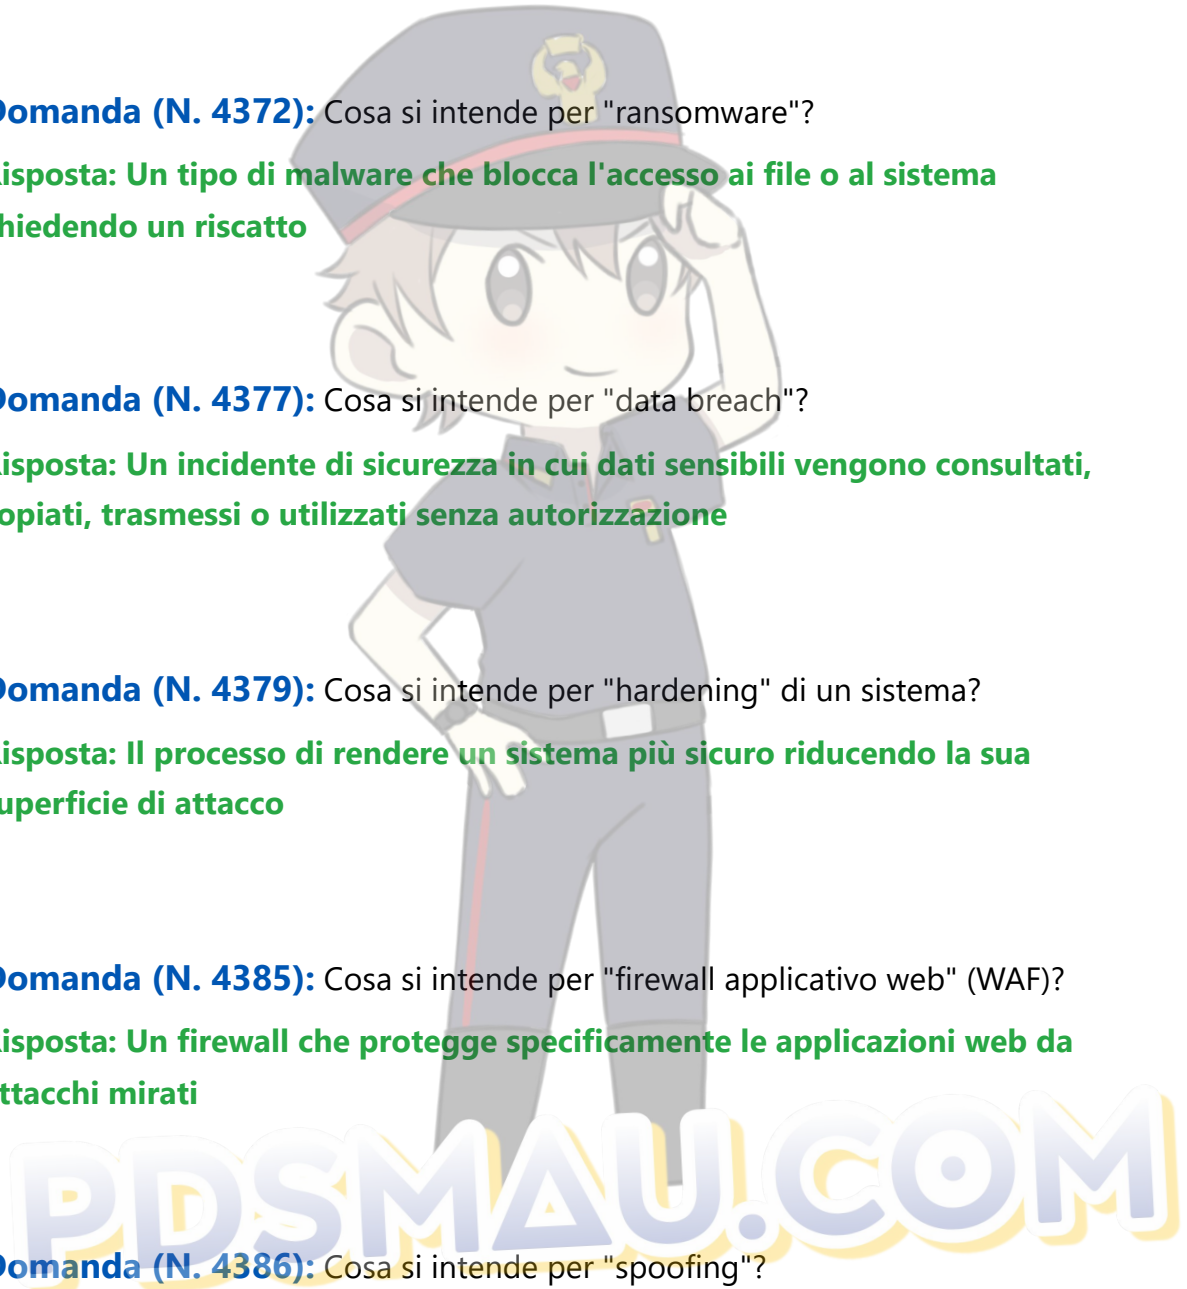 Domanda (N. 4372): Cosa si intende per "ransomware"?
isposta: Un tipo di malware che blocca l'accesso ai file o al sistema
hiedendo un riscatto
Domanda (N. 4377): Cosa si intende per "data breach"?
isposta: Un incidente di sicurezza in cui dati sensibili vengono consultati,
opiati, trasmessi o utilizzati senza autorizzazione
Domanda (N. 4379): Cosa si intende per "hardening" di un sistema?
isposta: Il processo di rendere un sistema più sicuro riducendo la sua
uperficie di attacco
Domanda (N. 4385): Cosa si intende per "firewall applicativo web" (WAF)?
isposta: Un firewall che protegge specificamente le applicazioni web da
ttacchi mirati
PDSMAU.COM
Domanda (N. 4386): Cosa si intende per "spoofing"?